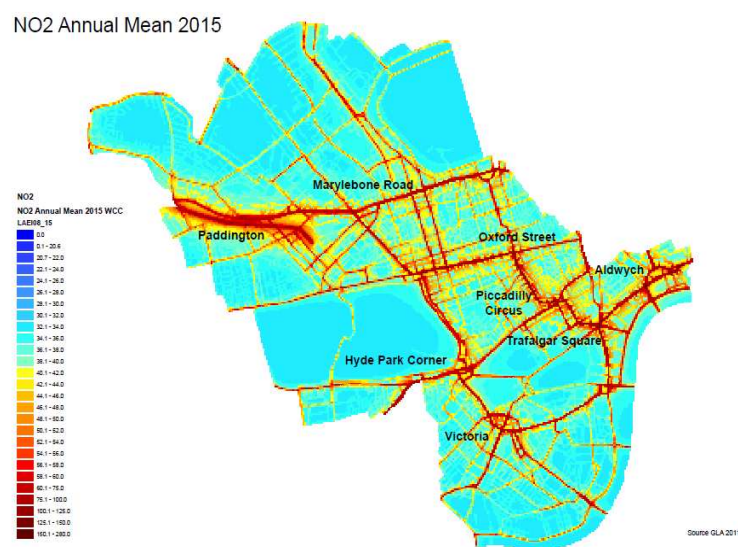 NO2 Annual Mean 2015
Marylebone Road
Paddington
Oxford Street
Aldwych
Piccadilly
Circus
Trafalgar Square
Hyde Park Corner
Victoria
NO2
NO2 Annual Mean 2015 WCC
LAEI08_15
0.0
0.1 - 20.6
20.7 - 22.0
22.1 - 24.0
24.1 - 26.0
26.1 - 28.0
28.1 - 30.0
30.1 - 32.0
32.1 - 34.0
34.1 - 36.0
36.1 - 38.0
38.1 - 40.0
40.1 - 42.0
42.1 - 44.0
44.1 - 46.0
46.1 - 48.0
48.1 - 50.0
50.1 - 52.0
52.1 - 54.0
54.1 - 56.0
56.1 - 58.0
58.1 - 60.0
60.1 - 75.0
75.1 - 100.0
100.1 - 125.0
125.1 - 150.0
Source GLA